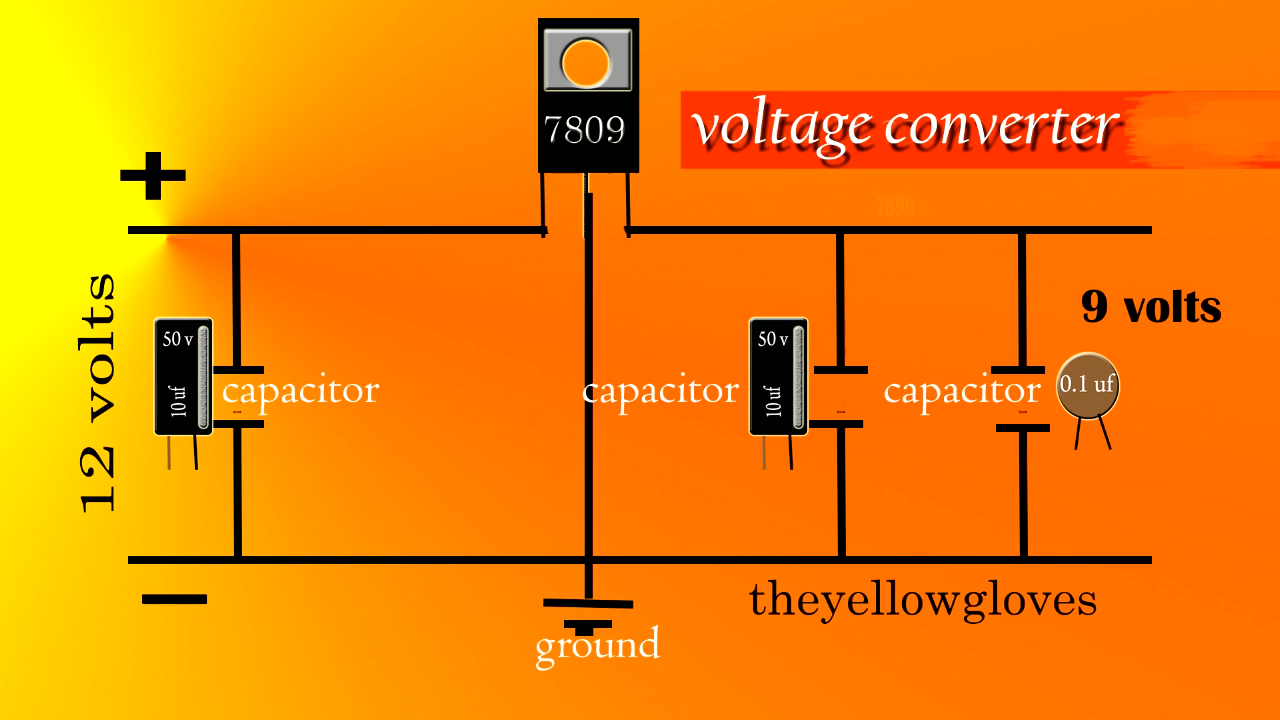 7809
voltage converter
7890
+
12 volts
9 volts
50 v
10 uf
capacitor
capacitor
50 v
10 uf
capacitor
0.1 uf
theyellowgloves
ground